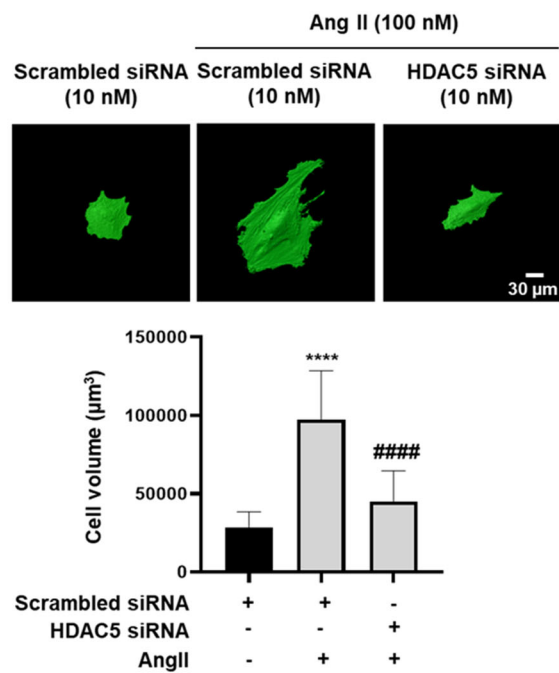 Ang II (100 nM)
Scrambled siRNA Scrambled siRNA HDAC5 siRNA
(10 nM) (10 nM) (10 nM)
30 µm
150000
****
100000
####
50000
0
Cell volume (µm³)
Scrambled siRNA + + -
HDAC5 siRNA - - +
AngII - + +